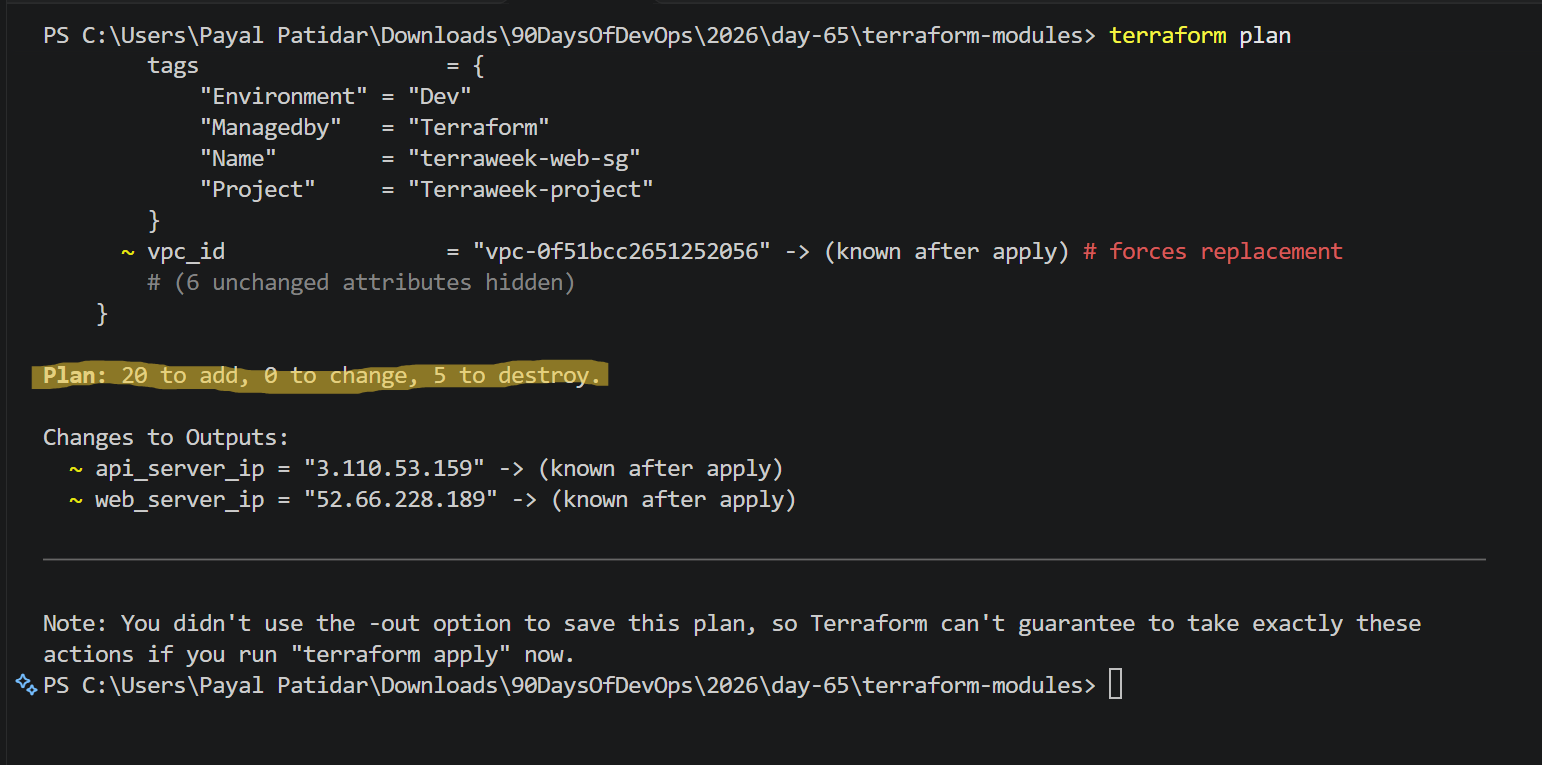 PS C:\Users\Payal Patidar\Downloads\90DaysOfDevOps\2026\day-65\terraform-modules> terraform plan
tags = {
"Environment" = "Dev"
"Managedby" = "Terraform"
"Name" = "terraweek-web-sg"
"Project" = "Terraweek-project"
}
~ vpc_id = "vpc-0f51bcc2651252056" -> (known after apply) # forces replacement
# (6 unchanged attributes hidden)
}
Plan: 20 to add, 0 to change, 5 to destroy.
Changes to Outputs:
~ api_server_ip = "3.110.53.159" -> (known after apply)
~ web_server_ip = "52.66.228.189" -> (known after apply)
Note: You didn't use the -out option to save this plan, so Terraform can't guarantee to take exactly these
actions if you run "terraform apply" now.
PS C:\Users\Payal Patidar\Downloads\90DaysOfDevOps\2026\day-65\terraform-modules>